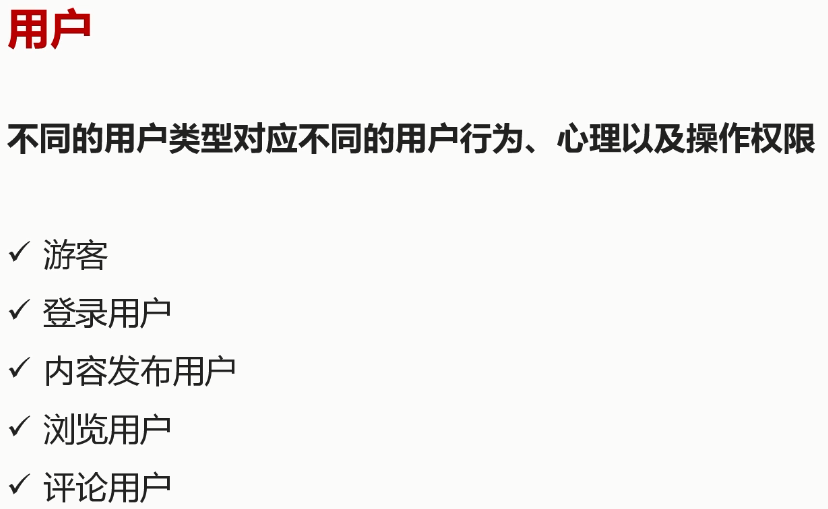 用户
不同的用户类型对应不同的用户行为、心理以及操作权限
✓ 游客
✓ 登录用户
✓ 内容发布用户
✓ 浏览用户
✓ 评论用户